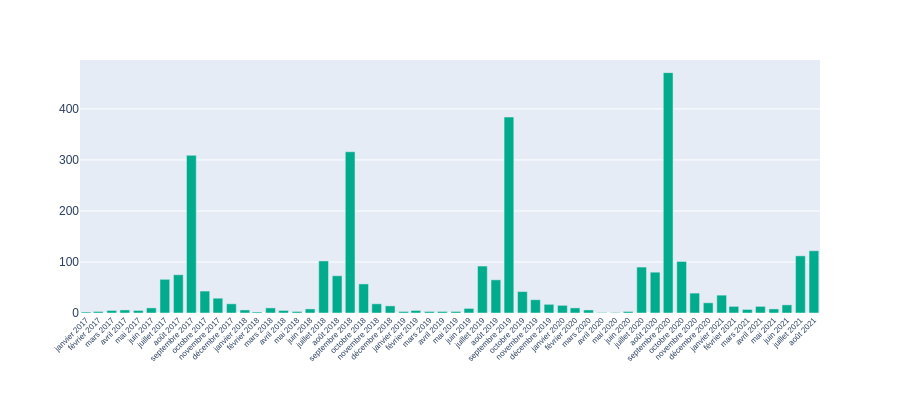 400
300
200
100
0
janvier 2017
février 2017
mars 2017
avril 2017
mai 2017
juin 2017
juillet 2017
août 2017
septembre 2017
octobre 2017
novembre 2017
décembre 2017
janvier 2018
février 2018
mars 2018
avril 2018
mai 2018
juin 2018
juillet 2018
août 2018
septembre 2018
octobre 2018
novembre 2018
décembre 2018
janvier 2019
février 2019
mars 2019
avril 2019
mai 2019
juin 2019
juillet 2019
août 2019
septembre 2019
octobre 2019
novembre 2019
décembre 2019
janvier 2020
février 2020
mars 2020
avril 2020
mai 2020
juin 2020
juillet 2020
août 2020
septembre 2020
octobre 2020
novembre 2020
décembre 2020
janvier 2021
février 2021
mars 2021
avril 2021
mai 2021
juin 2021
juillet 2021
août 2021